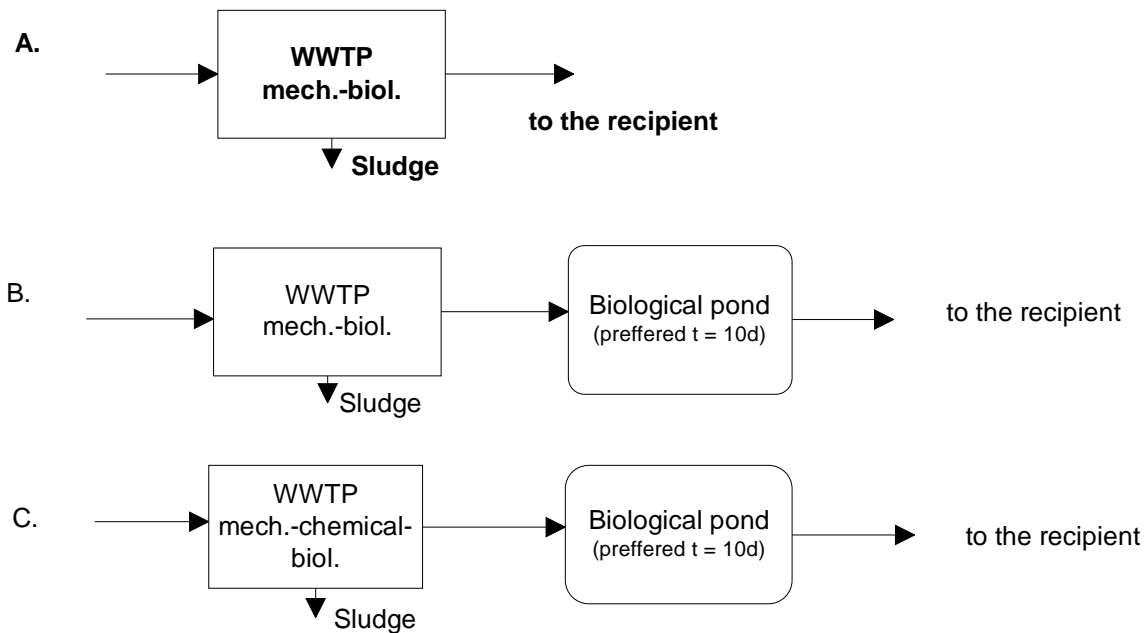 A.
WWTP
mech.-biol.
to the recipient
Sludge
B.
WWTP
mech.-biol.
Sludge
Biological pond
(preffered t = 10d)
to the recipient
C.
WWTP
mech.-chemical-
biol.
Sludge
Biological pond
(preffered t = 10d)
to the recipient